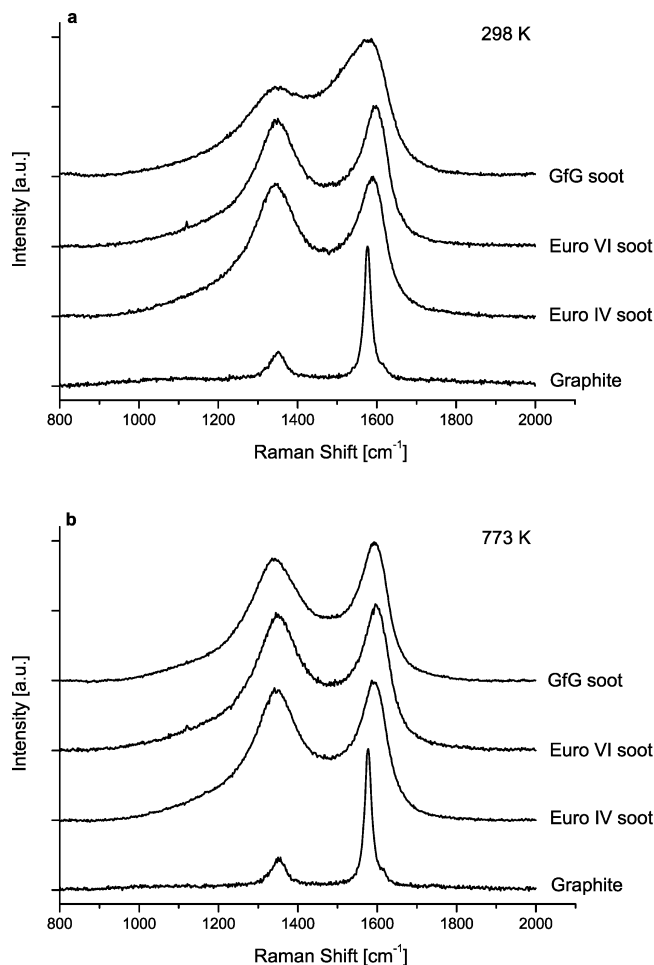 a
298 K
GfG soot
Euro VI soot
Euro IV soot
Graphite
Intensity [a.u.]
800 1000 1200 1400 1600 1800 2000
Raman Shift [cm⁻¹]
b
773 K
GfG soot
Euro VI soot
Euro IV soot
Graphite
Intensity [a.u.]
800 1000 1200 1400 1600 1800 2000
Raman Shift [cm⁻¹]